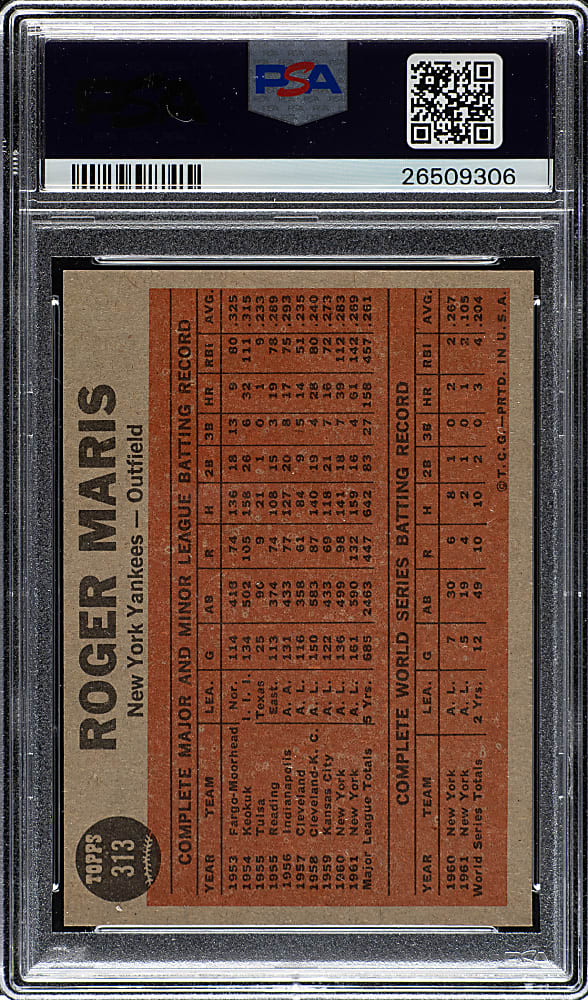 PSA
26509306
TOPPS
313
ROGER MARIS
New York Yankees — Outfield
COMPLETE MAJOR AND MINOR LEAGUE BATTING RECORD
YEAR TEAM LEA. G AB R H 2B 3B HR RBI AVG.
1953 Fargo-Moorhead Nor. 114 418 74 136 18 13 9 80 .325
1954 Keokuk I. I. I. 134 502 105 158 26 6 32 111 .315
1955 Tulsa Texas 25 90 9 21 1 0 1 9 .233
1955 Reading East. 113 374 74 108 15 3 19 78 .289
1956 Indianapolis A. A. 131 433 77 127 20 8 17 75 .293
1957 Cleveland A. L. 116 358 61 84 9 5 14 51 .235
1958 Cleveland-K. C. A. L. 150 583 87 140 19 4 28 80 .240
1959 Kansas City A. L. 122 433 69 118 21 7 16 72 .273
1960 New York A. L. 136 499 98 141 18 7 39 112 .283
1961 New York A. L. 161 590 132 159 16 4 61 142 .269
Major League Totals 5 Yrs. 685 2463 447 642 83 27 158 457 .261
COMPLETE WORLD SERIES BATTING RECORD
YEAR TEAM LEA. G AB R H 2B 3B HR RBI AVG.
1960 New York A. L. 7 30 6 8 1 0 2 2 .267
1961 New York A. L. 5 19 4 2 1 0 1 2 .105
World Series Totals 2 Yrs. 12 49 10 10 2 0 3 4 .204
© T. C. G.—PRTD. IN U. S. A.